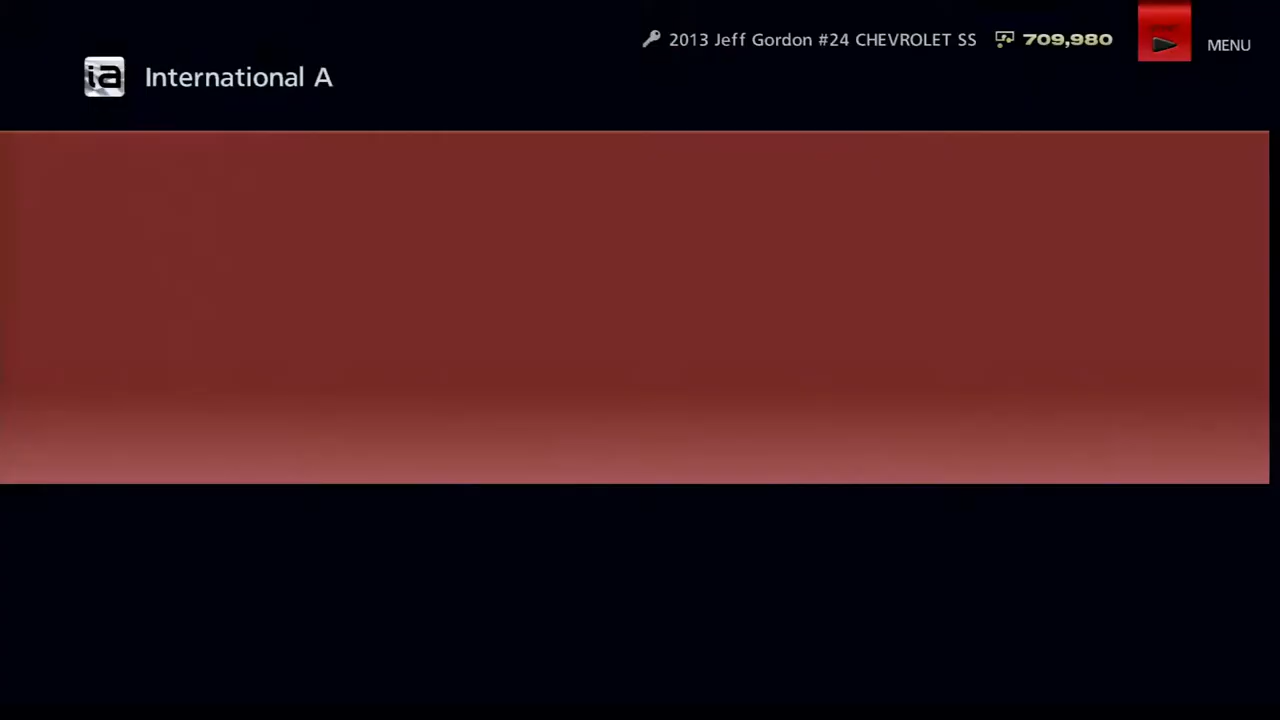 2013 Jeff Gordon #24 CHEVROLET SS 709,980 MENU
ia International A